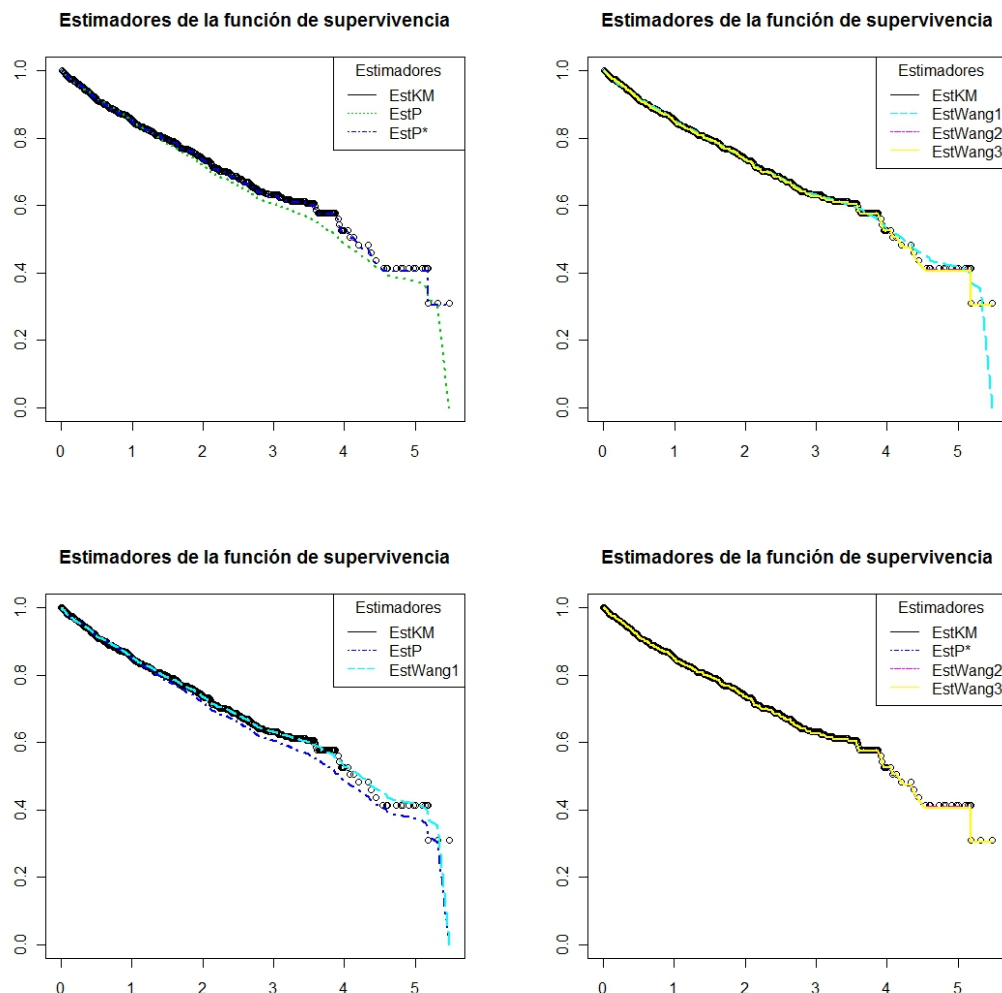 Estimadores de la función de supervivencia
Estimadores
EstKM
EstP
EstP*
1.0
0.8
0.6
0.4
0.2
0.0
0 1 2 3 4 5
Estimadores de la función de supervivencia
Estimadores
EstKM
EstWang1
EstWang2
EstWang3
1.0
0.8
0.6
0.4
0.2
0.0
0 1 2 3 4 5
Estimadores de la función de supervivencia
Estimadores
EstKM
EstP
EstWang1
1.0
0.8
0.6
0.4
0.2
0.0
0 1 2 3 4 5
Estimadores de la función de supervivencia
Estimadores
EstKM
EstP*
EstWang2
EstWang3
1.0
0.8
0.6
0.4
0.2
0.0
0 1 2 3 4 5